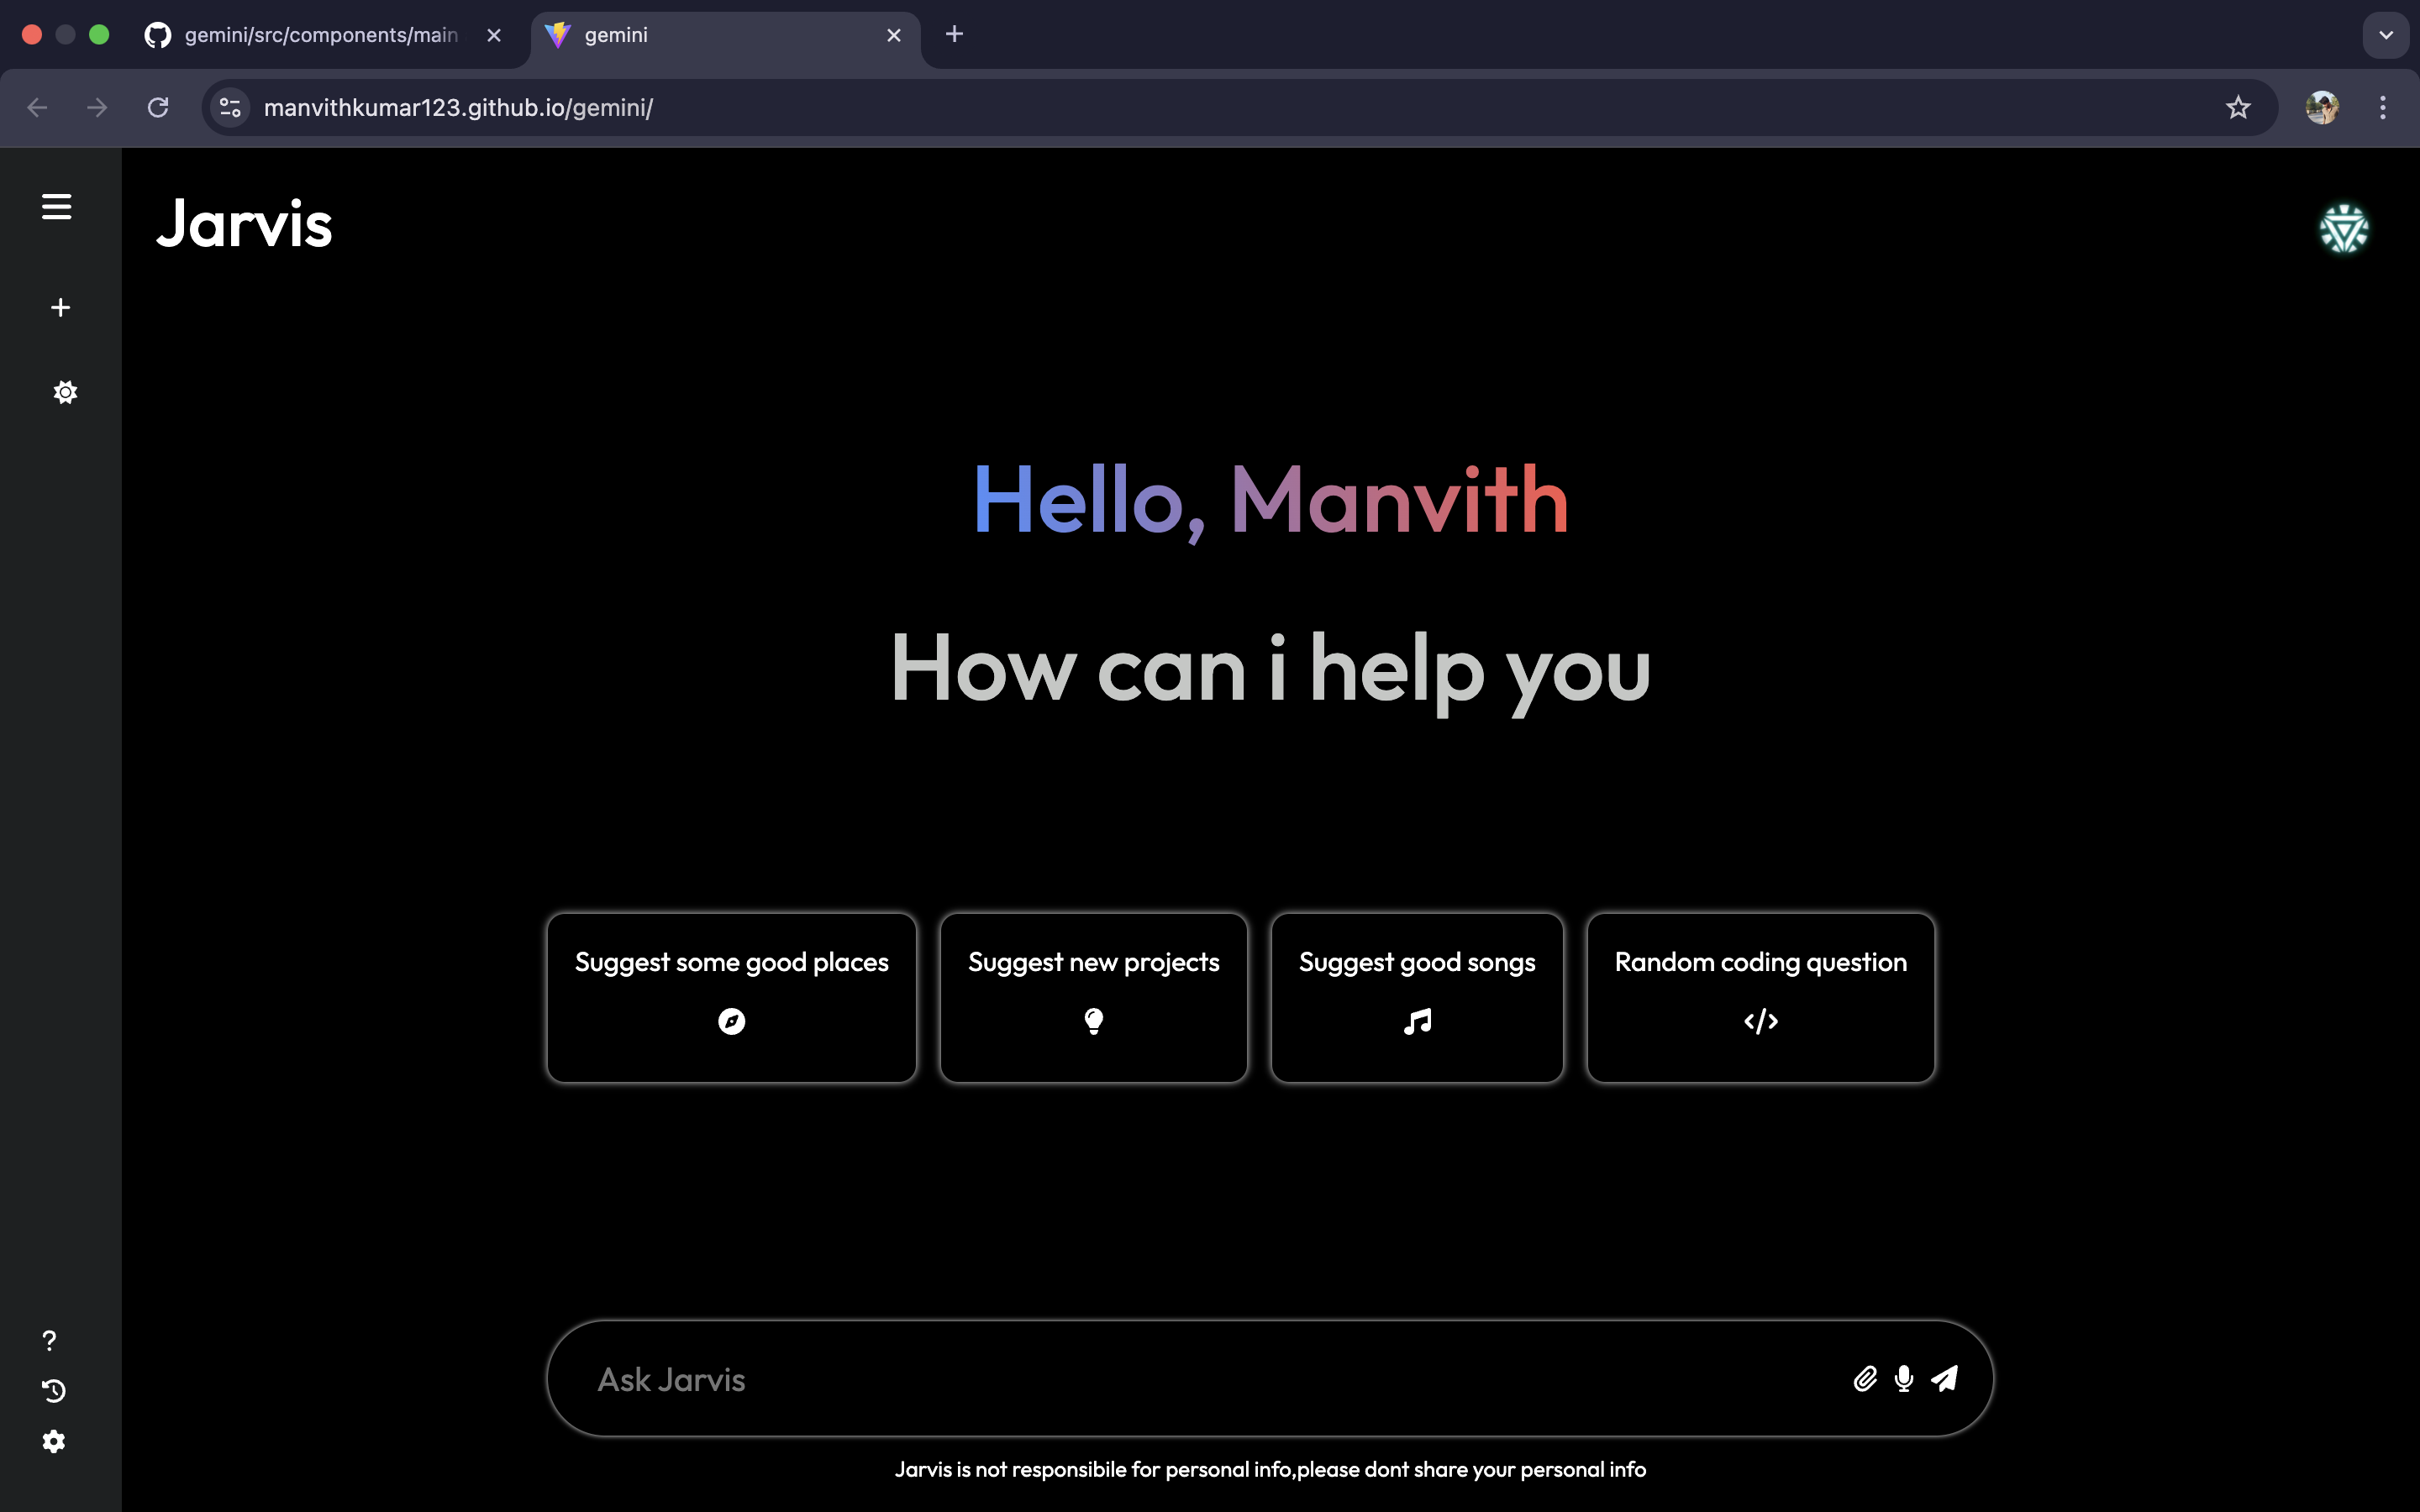 gemini/src/components/main
gemini
manvithkumar123.github.io/gemini/
Jarvis
Hello, Manvith
How can i help you
Suggest some good places
Suggest new projects
Suggest good songs
Random coding question
Ask Jarvis
Jarvis is not responsibile for personal info,please dont share your personal info